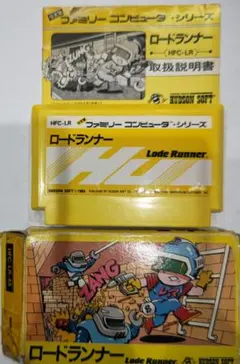 ファミリー コンピュータ・シリーズ
ロードランナー
〈HFC-LR〉
取扱説明書
HUDSON SOFT
HFC-LR
ファミリー コンピュータ・シリーズ
ロードランナー
Lode Runner
HUDSON SOFT
ZANG
Lode Runner
ロードランナー